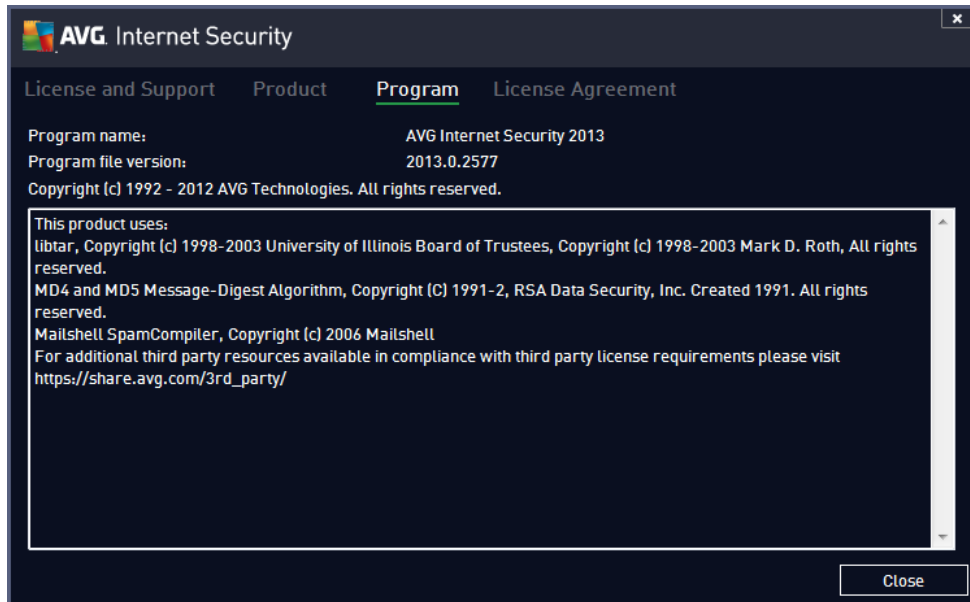 AVG. Internet Security
License and Support Product Program License Agreement
Program name: AVG Internet Security 2013
Program file version: 2013.0.2577
Copyright (c) 1992 - 2012 AVG Technologies. All rights reserved.
This product uses:
libtar, Copyright (c) 1998-2003 University of Illinois Board of Trustees, Copyright (c) 1998-2003 Mark D. Roth, All rights
reserved.
MD4 and MD5 Message-Digest Algorithm, Copyright (C) 1991-2, RSA Data Security, Inc. Created 1991. All rights
reserved.
Mailshell SpamCompiler, Copyright (c) 2006 Mailshell
For additional third party resources available in compliance with third party license requirements please visit
https://share.avg.com/3rd_party/
Close